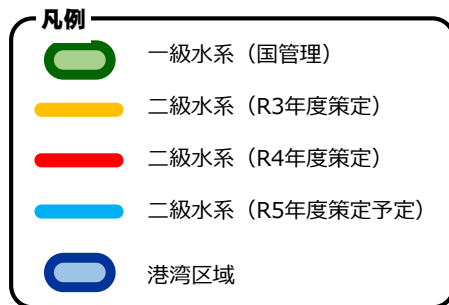 凡例
一級水系（国管理）
二級水系（R3年度策定）
二級水系（R4年度策定）
二級水系（R5年度策定予定）
港湾区域